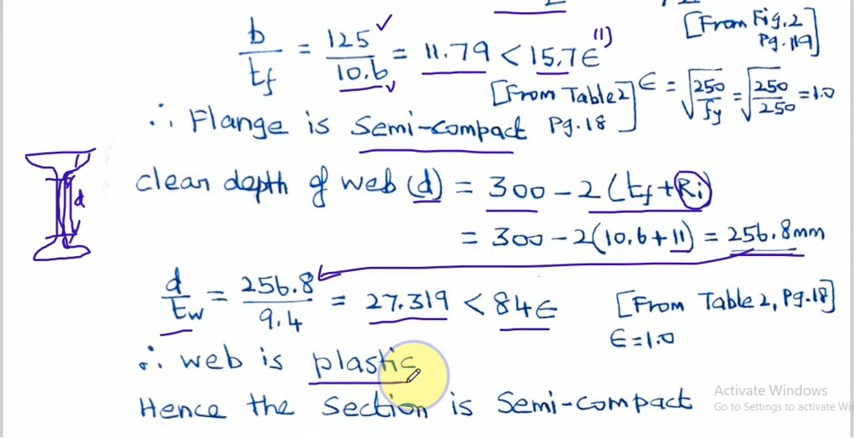 b/tf = 125/10.6 = 11.79 < 15.7ϵ (1)
[From Fig.2 Pg.119]
[From Table 2 Pg.18]
ϵ = √250/fy = √250/250 = 1.0
∴ Flange is Semi-compact
clean depth of web (d) = 300 - 2(tf + Ri)
d
= 300 - 2(10.6 + 11) = 256.8mm
d/tw = 256.8/9.4 = 27.319 < 84ϵ
[From Table 2, Pg.18]
ϵ = 1.0
∴ web is plastic
Hence the section is Semi-compact
Activate Windows
Go to Settings to activate Win